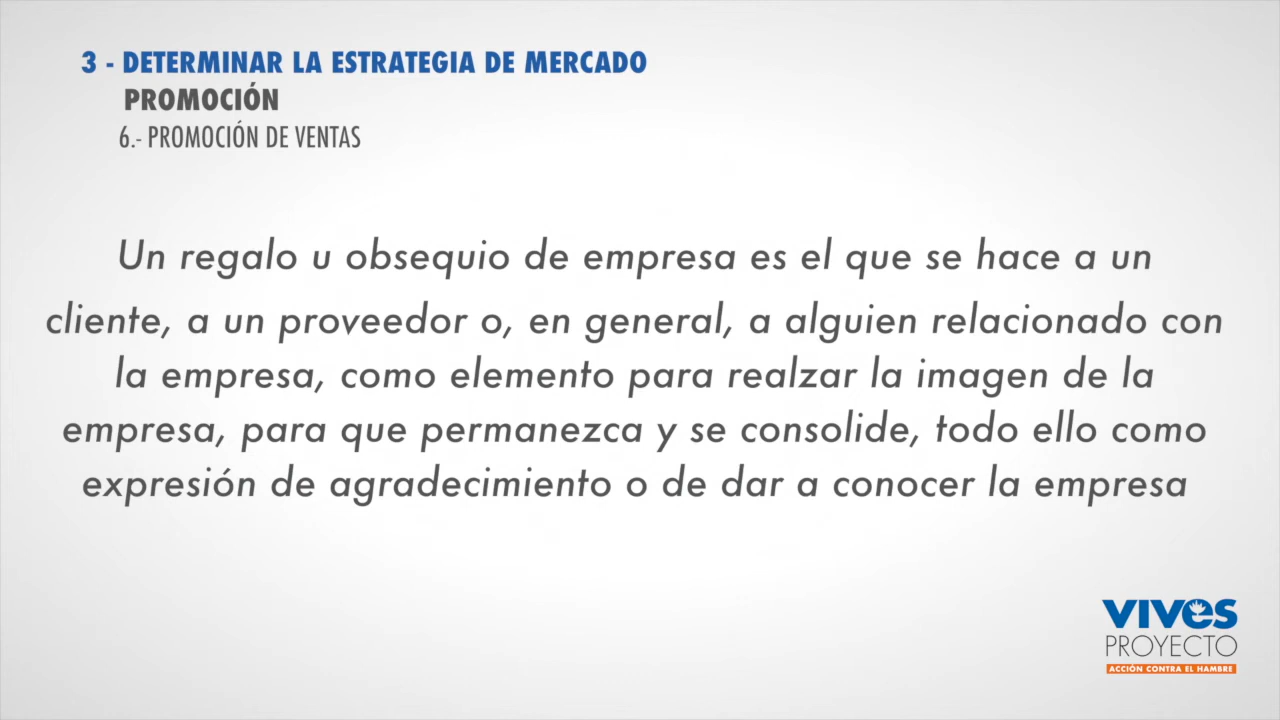 3 - DETERMINAR LA ESTRATEGIA DE MERCADO
PROMOCIÓN
6.- PROMOCIÓN DE VENTAS
Un regalo u obsequio de empresa es el que se hace a un
cliente, a un proveedor o, en general, a alguien relacionado con
la empresa, como elemento para realzar la imagen de la
empresa, para que permanezca y se consolide, todo ello como
expresión de agradecimiento o de dar a conocer la empresa
VIVES
PROYECTO
ACCIÓN CONTRA EL HAMBRE